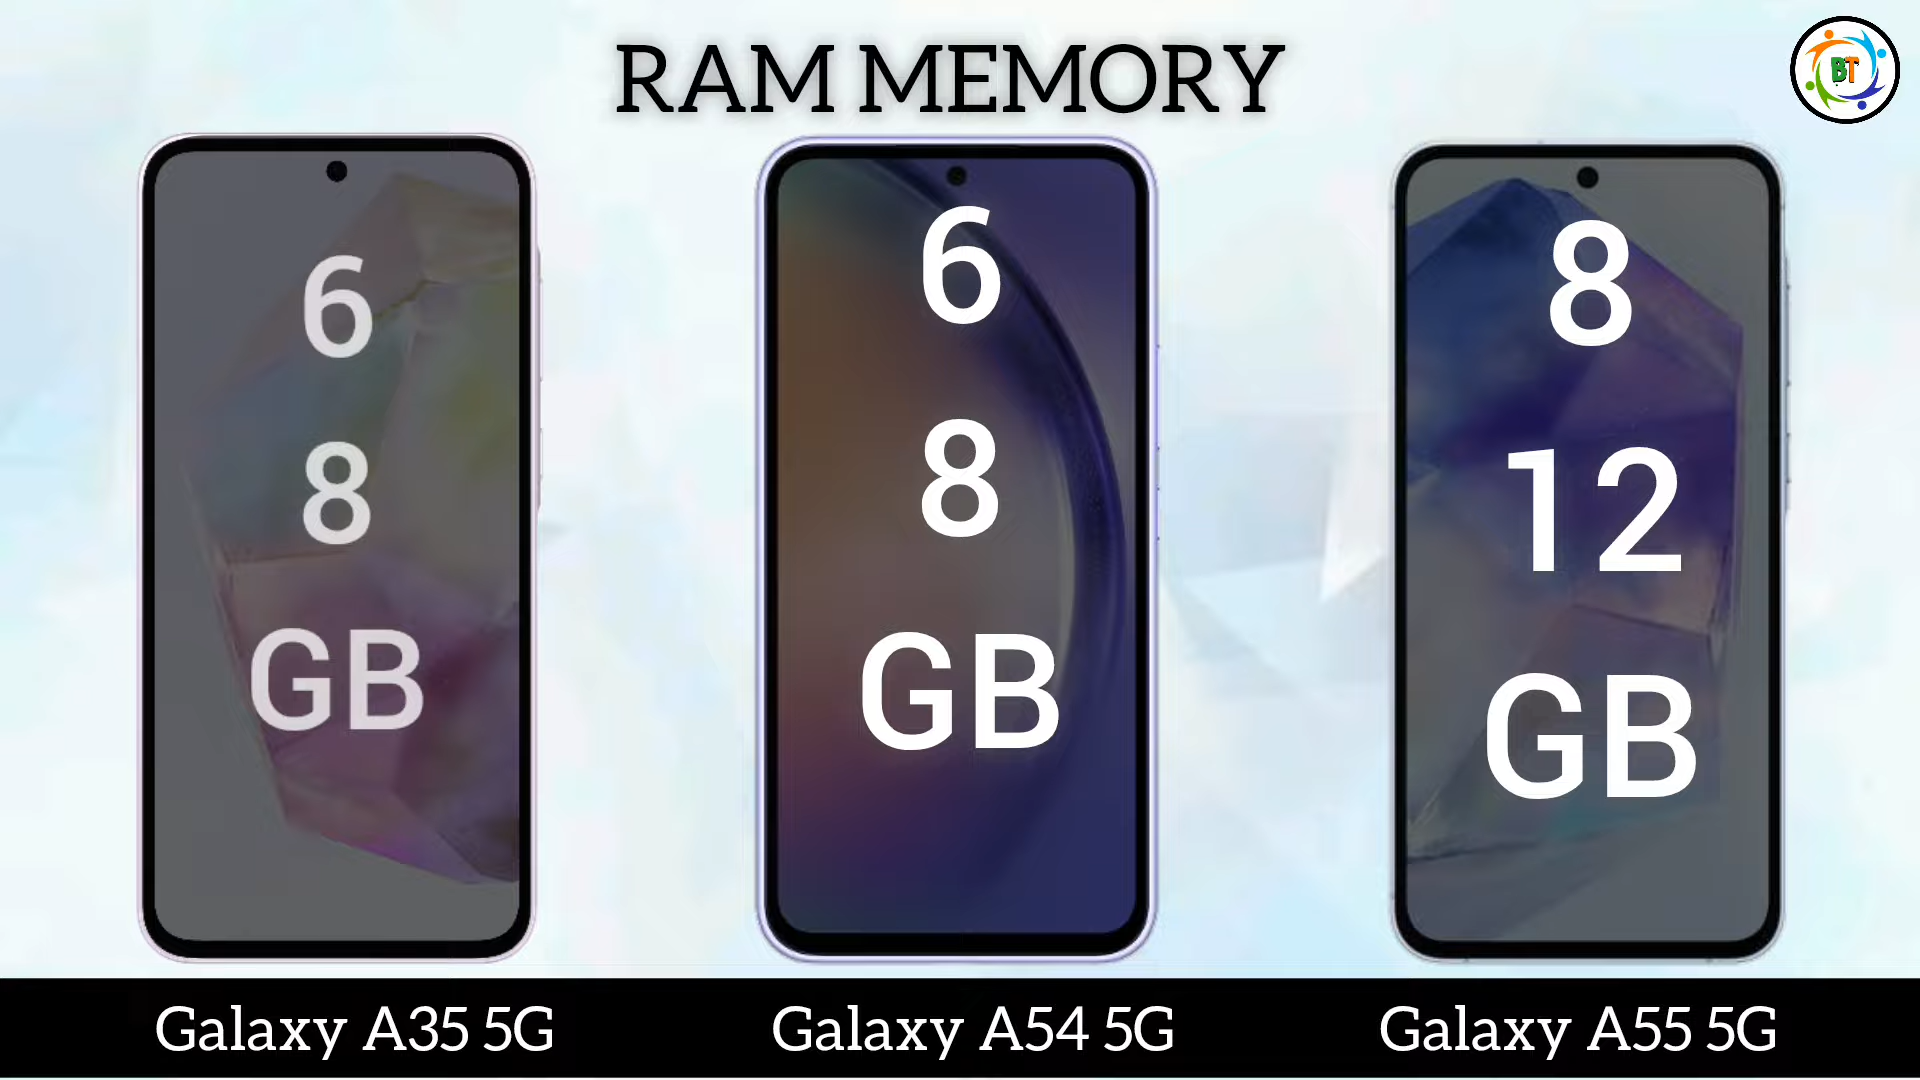 RAM MEMORY
BT
6
8
GB
6
8
GB
8
12
GB
Galaxy A35 5G
Galaxy A54 5G
Galaxy A55 5G